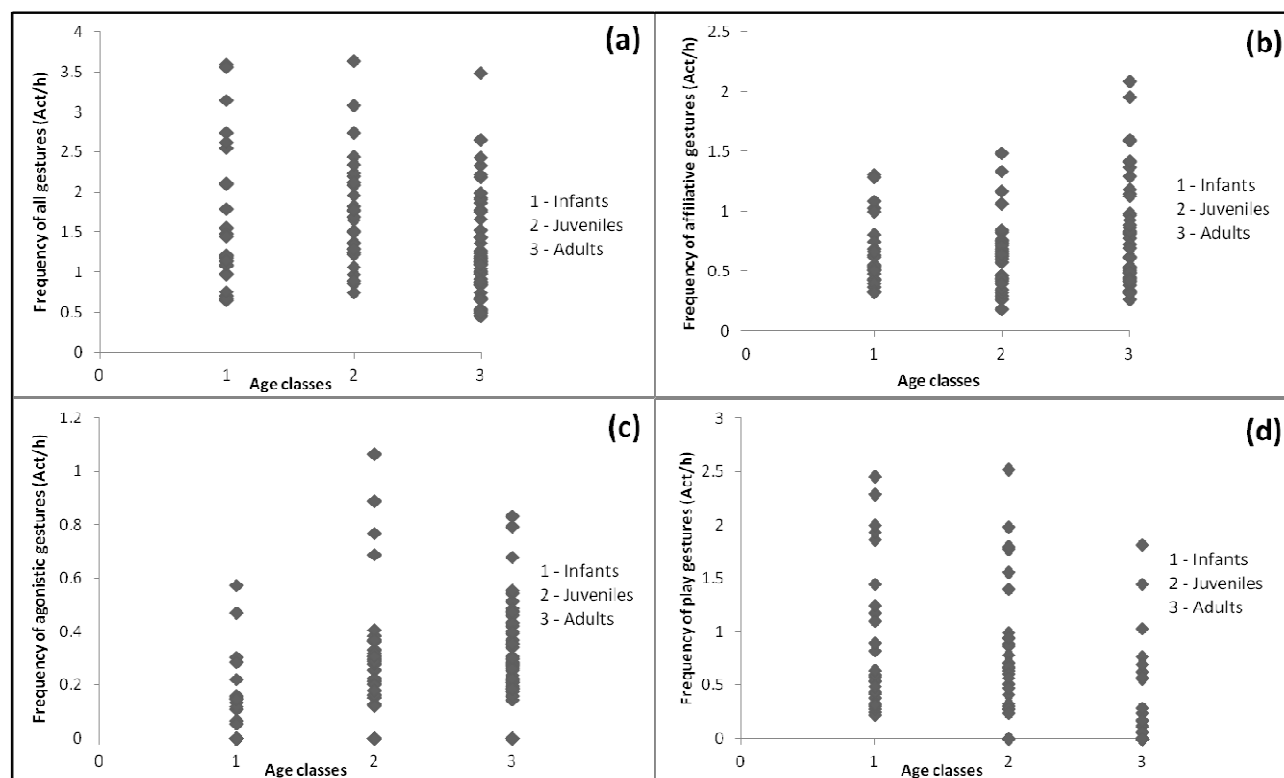 (a)
Frequency of all gestures (Act/h)
4
3.5
3
2.5
2
1.5
1
0.5
0
0
1
2
3
Age classes
1 - Infants
2 - Juveniles
3 - Adults
(b)
Frequency of affiliative gestures (Act/h)
2.5
2
1.5
1
0.5
0
0
1
2
3
Age classes
1 - Infants
2 - Juveniles
3 - Adults
(c)
Frequency of agonistic gestures (Act/h)
1.2
1
0.8
0.6
0.4
0.2
0
0
1
2
3
Age classes
1 - Infants
2 - Juveniles
3 - Adults
(d)
Frequency of play gestures (Act/h)
3
2.5
2
1.5
1
0.5
0
0
1
2
3
Age classes
1 - Infants
2 - Juveniles
3 - Adults